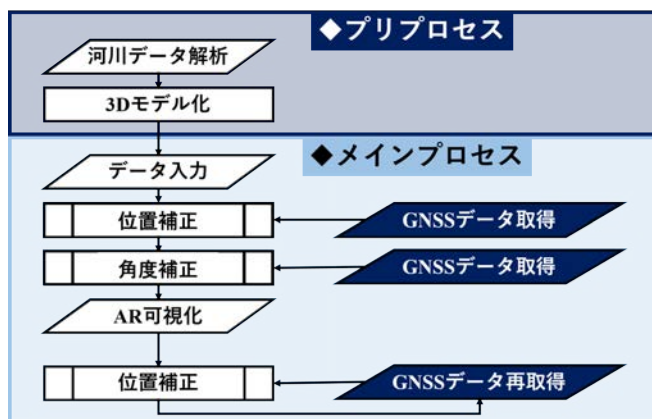 ◆プリプロセス
河川データ解析
3Dモデル化
◆メインプロセス
データ入力
位置補正
GNSSデータ取得
角度補正
GNSSデータ取得
AR可視化
位置補正
GNSSデータ再取得